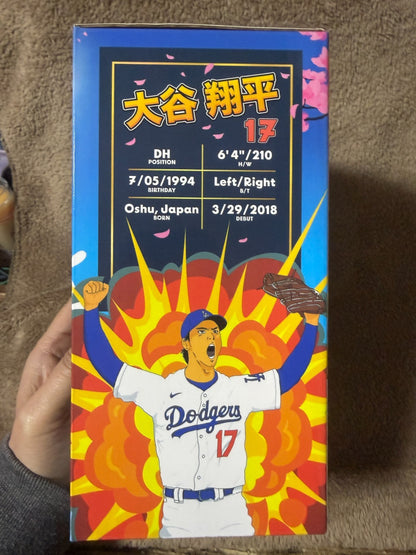 大谷 翔平
17
DH
POSITION
6' 4"/210
H/W
7/05/1994
BIRTHDAY
Left/Right
B/T
Oshu, Japan
BORN
3/29/2018
DEBUT
Dodgers
17